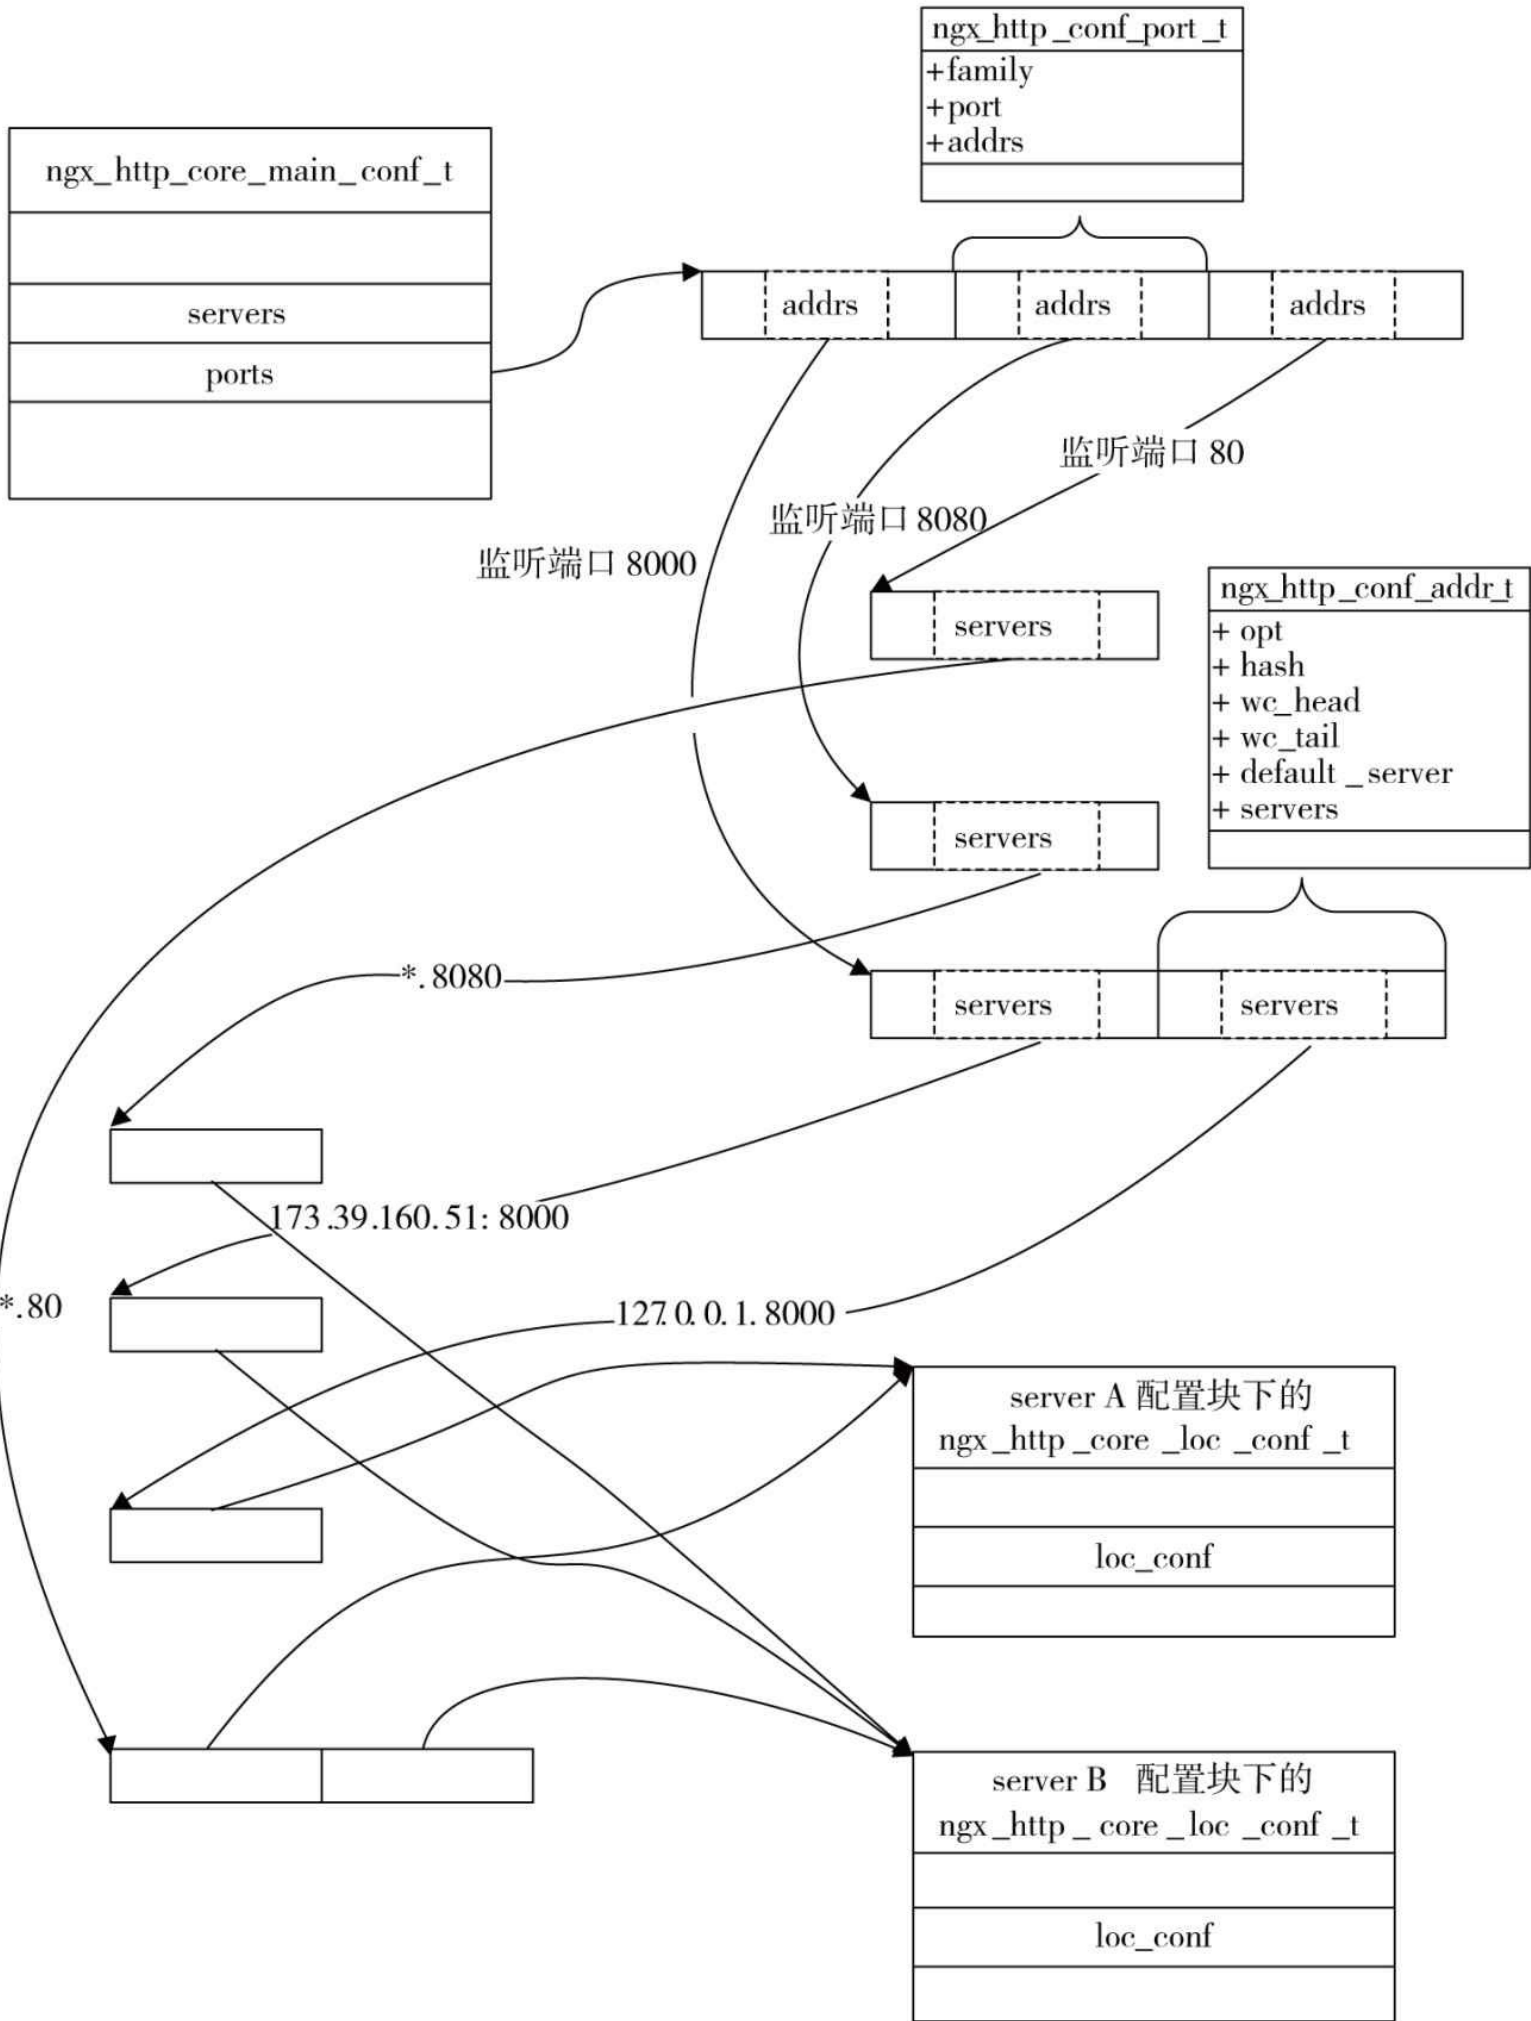 ngx_http_conf_port_t
+family
+port
+addrs
ngx_http_core_main_conf_t
servers
ports
addrs
addrs
addrs
监听端口 80
监听端口 8080
监听端口 8000
servers
ngx_http_conf_addr_t
+ opt
+ hash
+ wc_head
+ wc_tail
+ default_server
+ servers
servers
*.8080
servers
servers
173.39.160.51:8000
*.80
127.0.0.1.8000
server A 配置块下的
ngx_http_core_loc_conf_t
loc_conf
server B 配置块下的
ngx_http_core_loc_conf_t
loc_conf